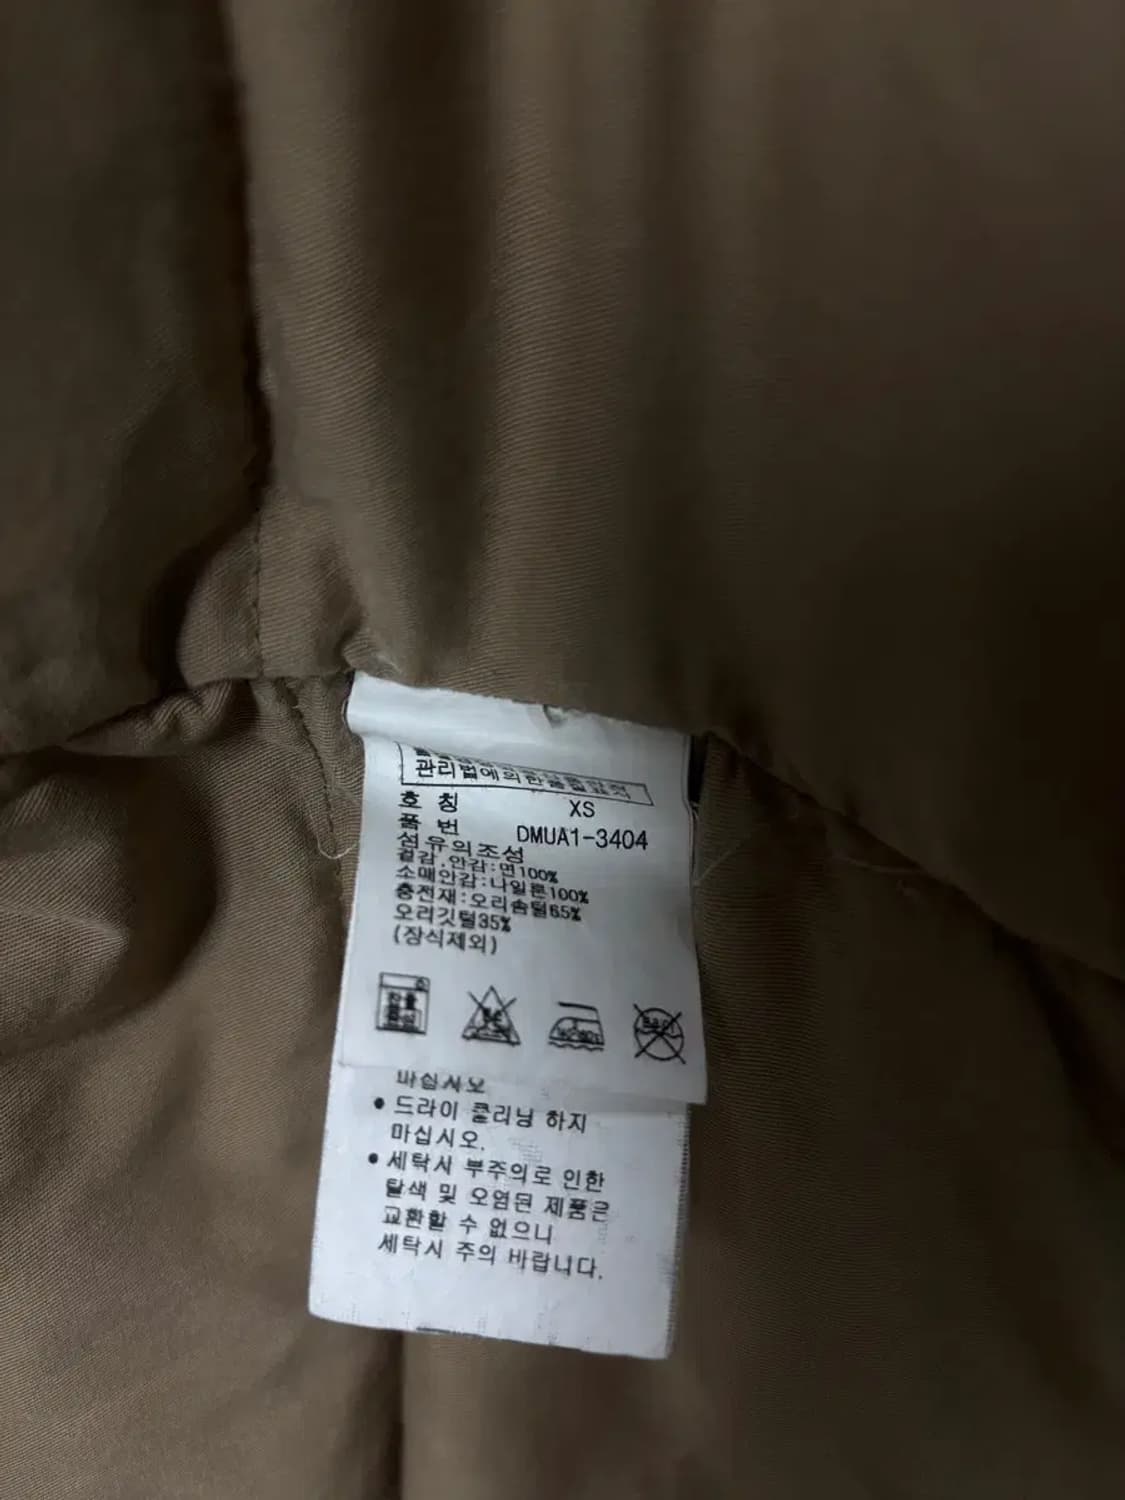 관리법에의한품질표시
호 칭 XS
품 번 DMUA1-3404
섬유의조성
겉감.안감:면100%
소매안감:나일론100%
충전재:오리솜털65%
오리깃털35%
(장식제외)
마십시오
• 드라이 클리닝 하지
마십시오.
• 세탁시 부주의로 인한
탈색 및 오염된 제품은
교환할 수 없으니
세탁시 주의 바랍니다.